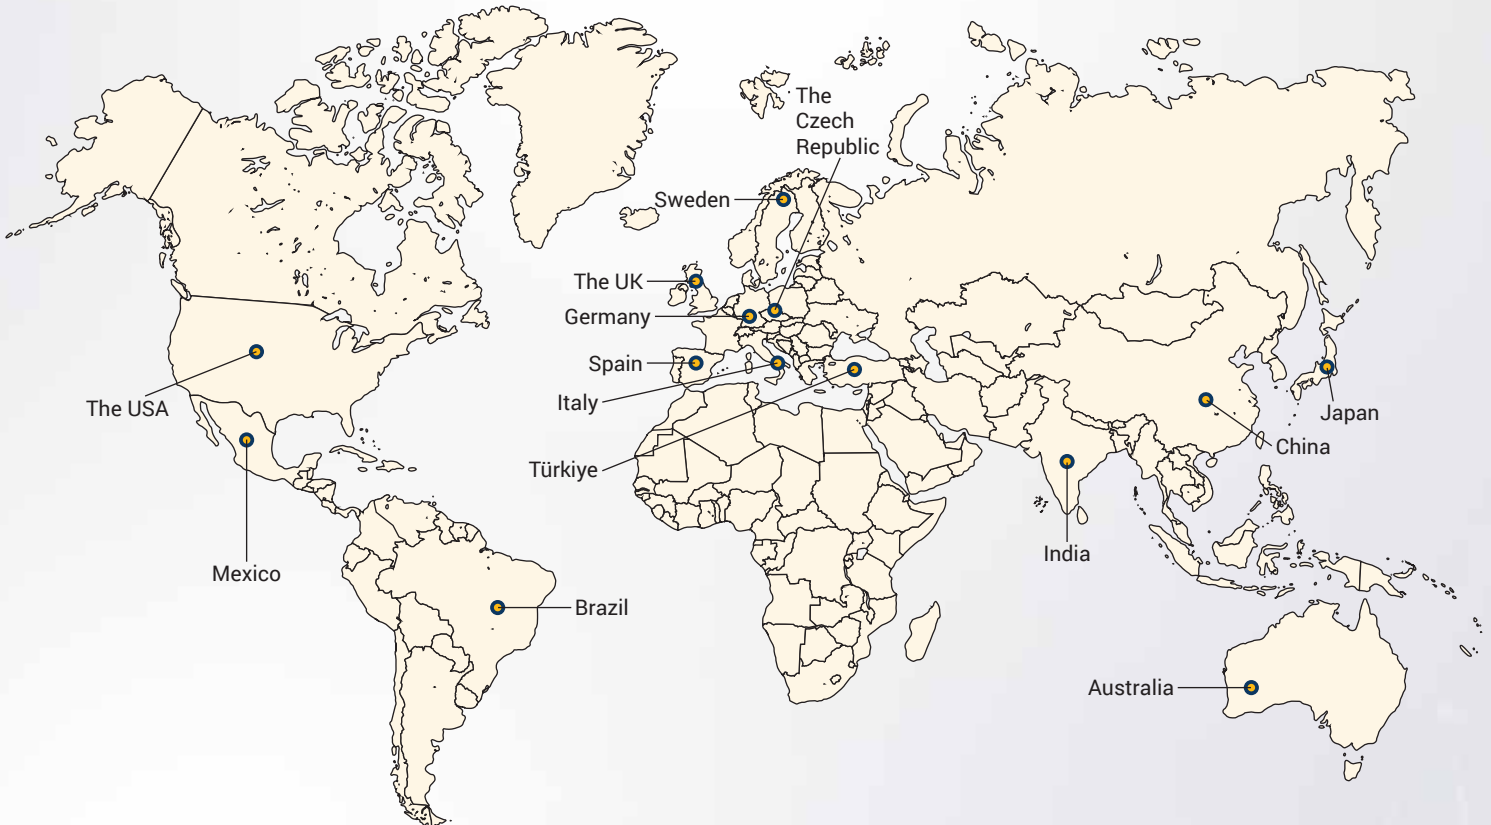 The
Czech
Republic
Sweden
The UK
Germany
Spain
Italy
The USA
Japan
China
Türkiye
India
Mexico
Brazil
Australia